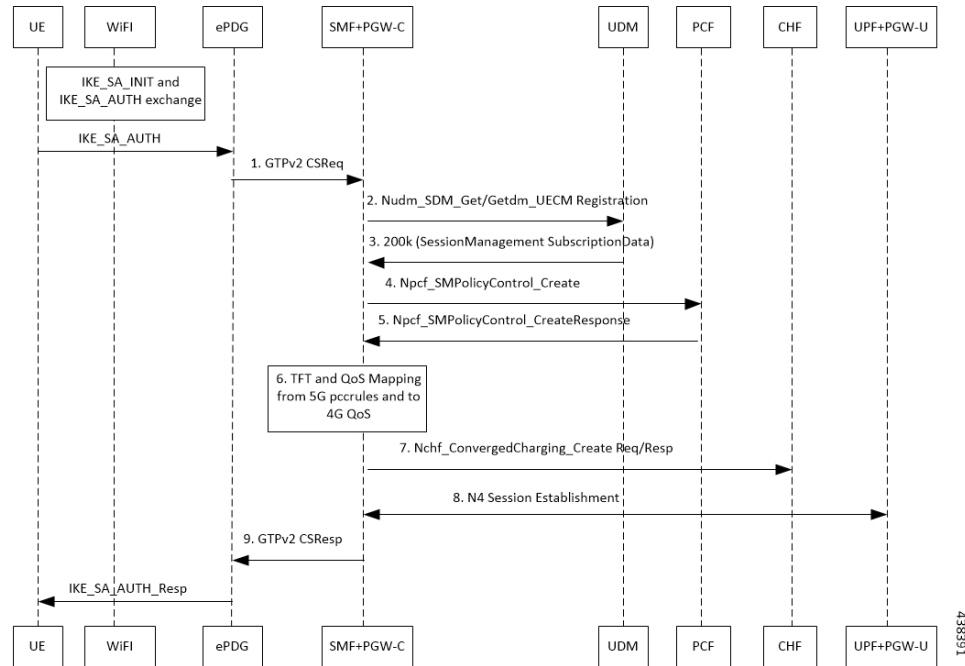 UE WiFI ePDG SMF+PGW-C UDM PCF CHF UPF+PGW-U
IKE_SA_INIT and
IKE_SA_AUTH exchange
IKE_SA_AUTH
1. GTPv2 CSReq
2. Nudm_SDM_Get/Getdm_UECM Registration
3. 200k (SessionManagement SubscriptionData)
4. Npcf_SMPolicyControl_Create
5. Npcf_SMPolicyControl_CreateResponse
6. TFT and QoS Mapping
from 5G pccrules and to
4G QoS
7. Nchf_ConvergedCharging_Create Req/Resp
8. N4 Session Establishment
9. GTPv2 CSResp
IKE_SA_AUTH_Resp
UE WiFI ePDG SMF+PGW-C UDM PCF CHF UPF+PGW-U
438391